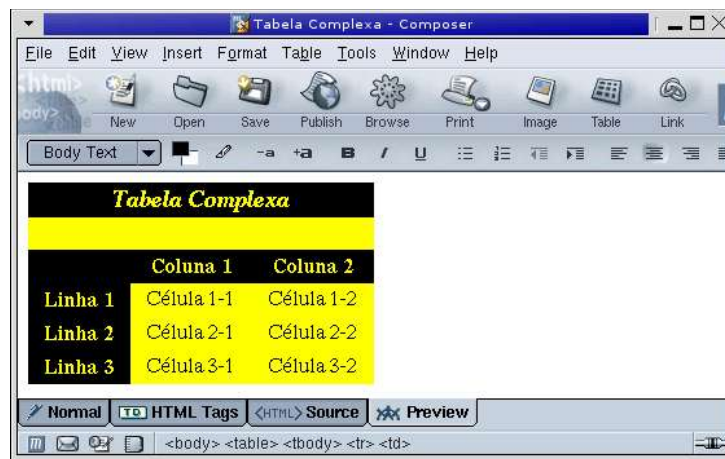 Tabela Complexa - Composer
File Edit View Insert Format Table Tools Window Help
New Open Save Publish Browse Print Image Table Link
Body Text -a +a B I U
Tabela Complexa
Coluna 1 Coluna 2
Linha 1 Célula 1-1 Célula 1-2
Linha 2 Célula 2-1 Célula 2-2
Linha 3 Célula 3-1 Célula 3-2
Normal TD HTML Tags <HTML> Source Preview
<body> <table> <tbody> <tr> <td>